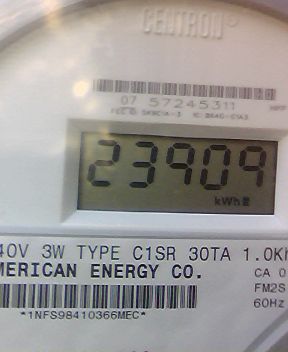 CENTRON
07 57245311
23909
kWh
40V 3W TYPE C1SR 30TA 1.0Kh
MERICAN ENERGY CO.
CA 0
FM2S
60Hz
*1NFS98410366MEC*